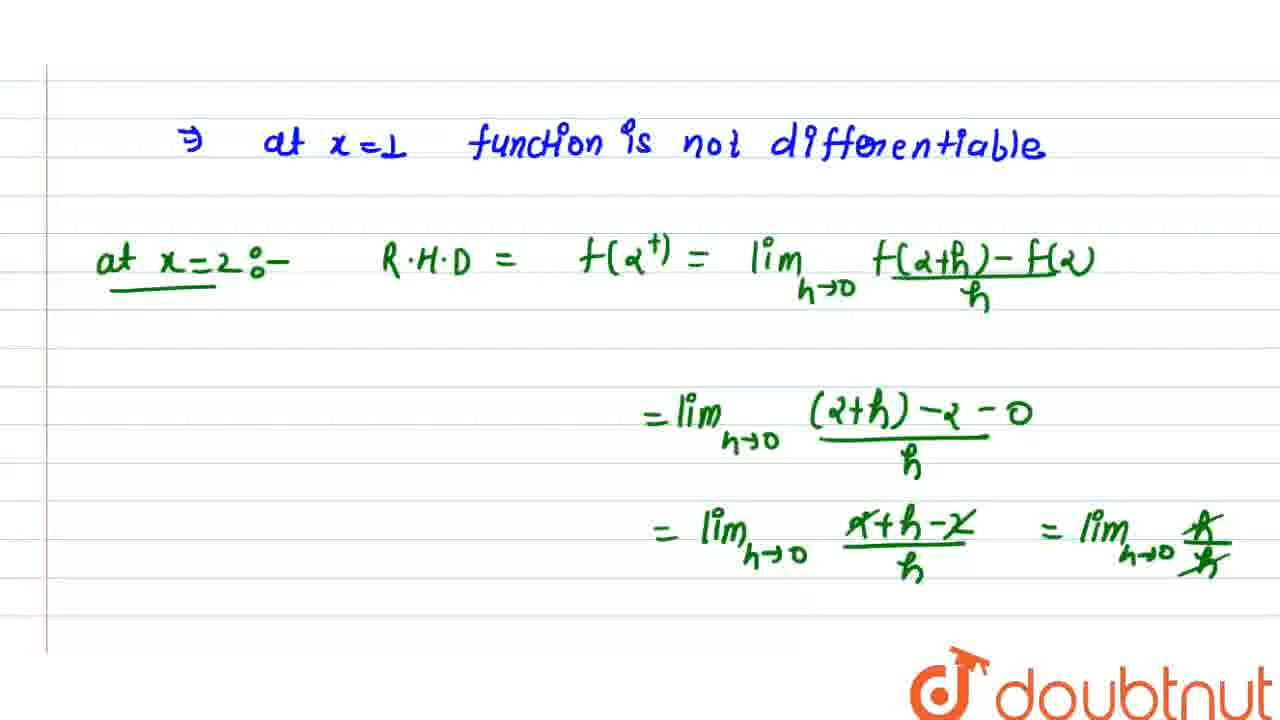 ⇒ at x=1 function is not differentiable
at x=2:- R.H.D = f(2⁺) = lim h→0 f(2+h)-f(2) / h
= lim h→0 (2+h)-2-0 / h
= lim h→0 2+h-2 / h = lim h→0 h / h
doubtnut